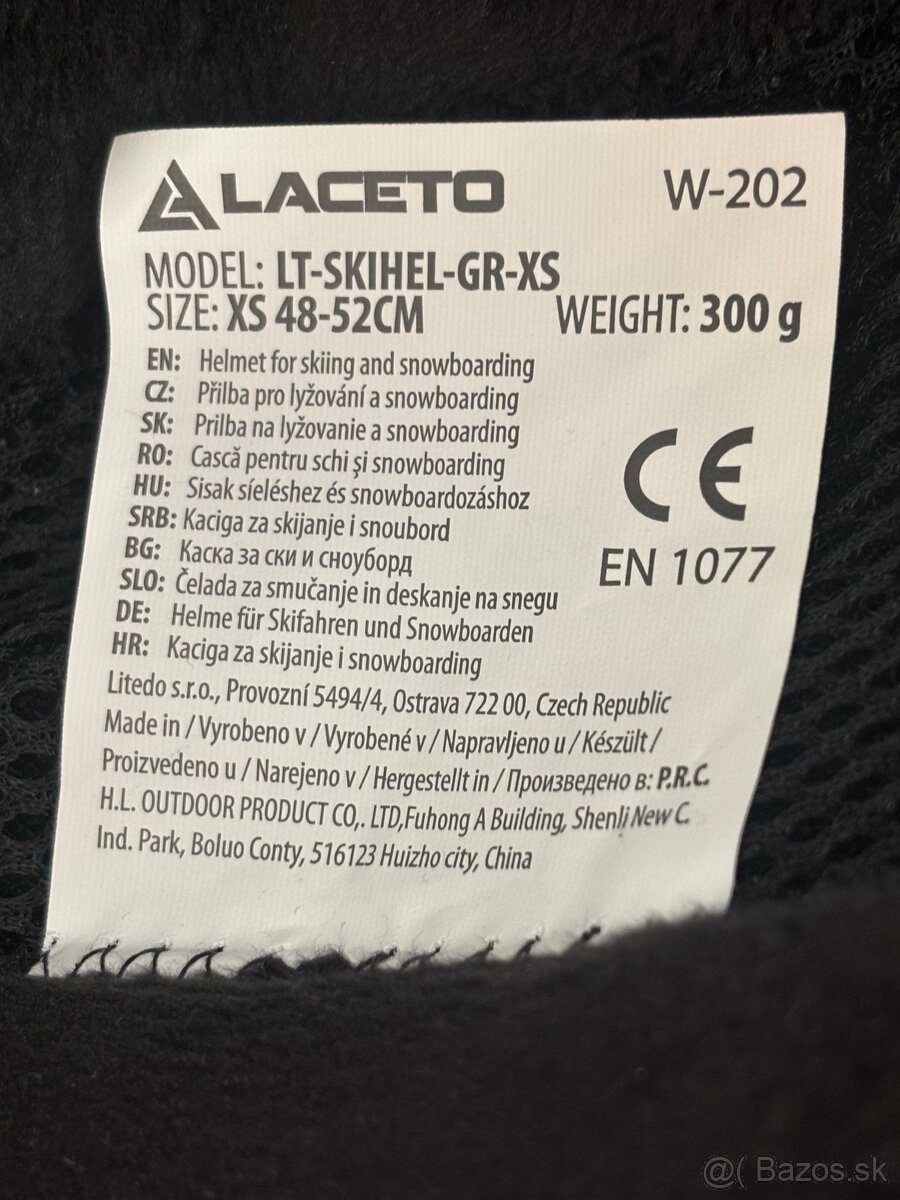 LACETO W-202
MODEL: LT-SKIHEL-GR-XS
SIZE: XS 48-52CM WEIGHT: 300 g
EN: Helmet for skiing and snowboarding
CZ: Přilba pro lyžování a snowboarding
SK: Prilba na lyžovanie a snowboarding
RO: Cască pentru schi şi snowboarding
HU: Sisak síeléshez és snowboardozáshoz
SRB: Kaciga za skijanje i snoubord
BG: Каска за ски и сноуборд
SLO: Čelada za smučanje in deskanje na snegu
DE: Helme für Skifahren und Snowboarden
HR: Kaciga za skijanje i snowboarding
CE
EN 1077
Litedo s.r.o., Provozní 5494/4, Ostrava 722 00, Czech Republic
Made in / Vyrobeno v / Vyrobené v / Napravljeno u / Készült /
Proizvedeno u / Narejeno v / Hergestellt in / Произведено в: P.R.C.
H.L. OUTDOOR PRODUCT CO,. LTD,Fuhong A Building, Shenli New C.
Ind. Park, Boluo Conty, 516123 Huizho city, China
@( Bazos.sk